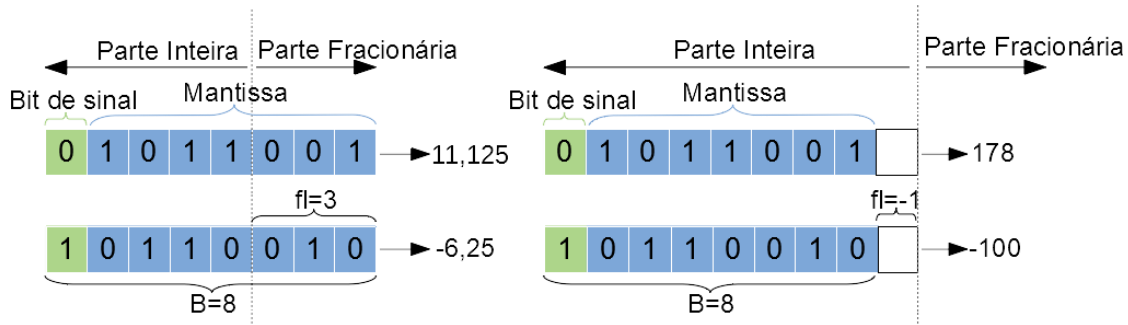 Parte Inteira Parte Fracionária
Bit de sinal Mantissa
0 1 0 1 1 0 0 1 11,125
fl=3
1 0 1 1 0 0 1 0 -6,25
B=8
Parte Inteira Parte Fracionária
Bit de sinal Mantissa
0 1 0 1 1 0 0 1 178
fl=-1
1 0 1 1 0 0 1 0 -100
B=8